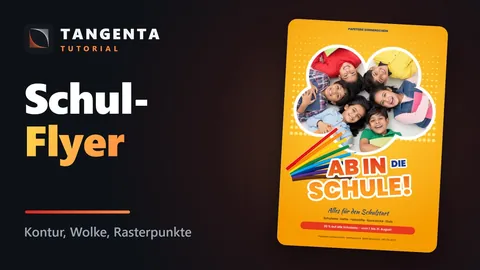 TANGENTA
TUTORIAL
Schul-
Flyer
Kontur, Wolke, Rasterpunkte
AB IN DIE
SCHULE!
Alles für den Schulstart